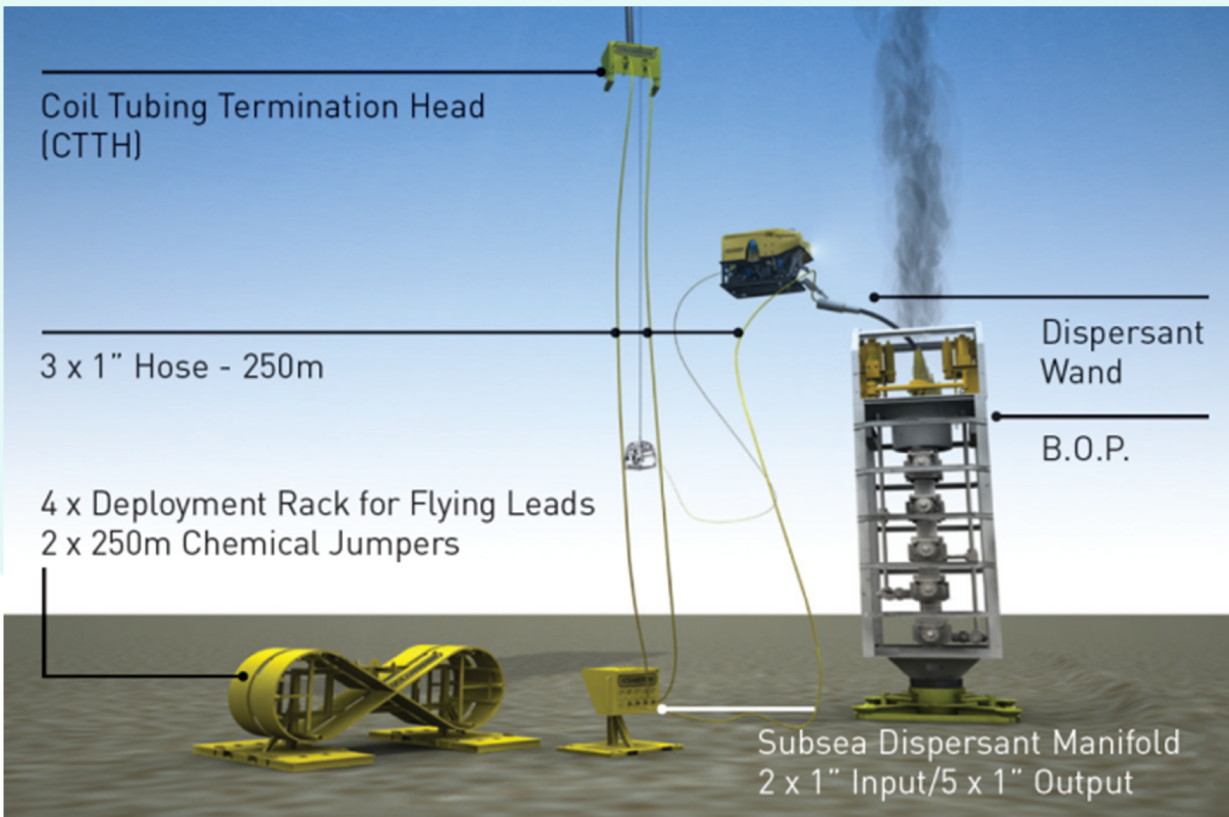 Coil Tubing Termination Head
(CTTH)
3 x 1” Hose - 250m
Dispersant
Wand
B.O.P.
4 x Deployment Rack for Flying Leads
2 x 250m Chemical Jumpers
Subsea Dispersant Manifold
2 x 1” Input/5 x 1” Output